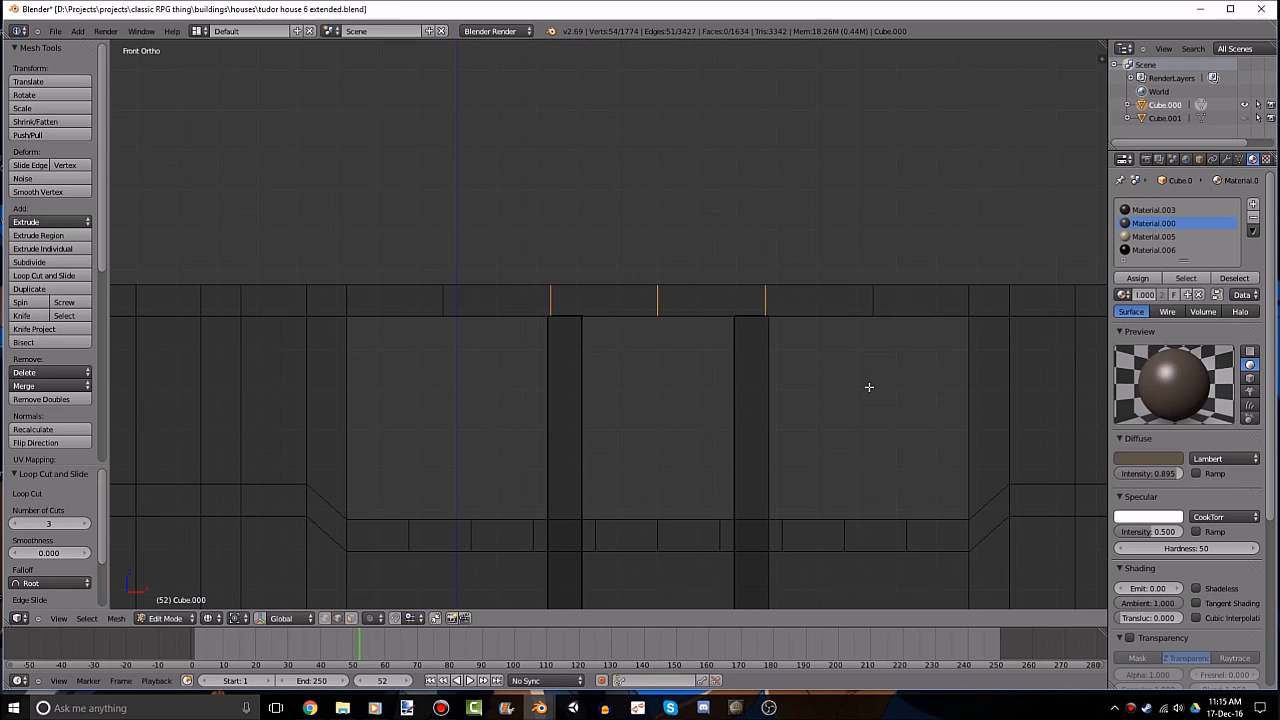 Blender* [D:\Projects\projects\classic RPG thing\buildings\houses\tudor house 6 extended.blend]
File Add Render Window Help Default Scene Blender Render v2.69 | Verts:54/1774 | Edges:51/3427 | Faces:0/1634 | Tris:3342 | Mem:18.26M (0.44M) | Cube.000
Mesh Tools
Transform:
Translate
Rotate
Scale
Shrink/Fatten
Push/Pull
Deform:
Slide Edge Vertex
Noise
Smooth Vertex
Add:
Extrude
Extrude Region
Extrude Individual
Subdivide
Loop Cut and Slide
Duplicate
Spin Screw
Knife Select
Knife Project
Bisect
Remove:
Delete
Merge
Remove Doubles
Normals:
Recalculate
Flip Direction
UV Mapping:
Loop Cut and Slide
Loop Cut
Number of Cuts
3
Smoothness
0.000
Falloff
Root
Edge Slide
Front Ortho
(52) Cube.000
View Select Mesh Edit Mode Global
View Search All Scenes
Scene
RenderLayers
World
Cube.000
Cube.001
Cube.0 Material.0
Material.003
Material.000
Material.005
Material.006
Assign Select Deselect
1.000 2 F Data
Surface Wire Volume Halo
Preview
Diffuse
Lambert
Intensity: 0.895 Ramp
Specular
CookTorr
Intensity: 0.500 Ramp
Hardness: 50
Shading
Emit: 0.00 Shadeless
Ambient: 1.000 Tangent Shading
Transluc: 0.000 Cubic Interpolati
Transparency
Mask Z Transparenc Raytrace
Alpha: 1.000 Fresnel: 0.000
-50 -40 -30 -20 -10 0 10 20 30 40 50 60 70 80 90 100 110 120 130 140 150 160 170 180 190 200 210 220 230 240 250 260 270 280
View Marker Frame Playback Start: 1 End: 250 52 No Sync
Ask me anything
11:15 AM
17-Dec-16